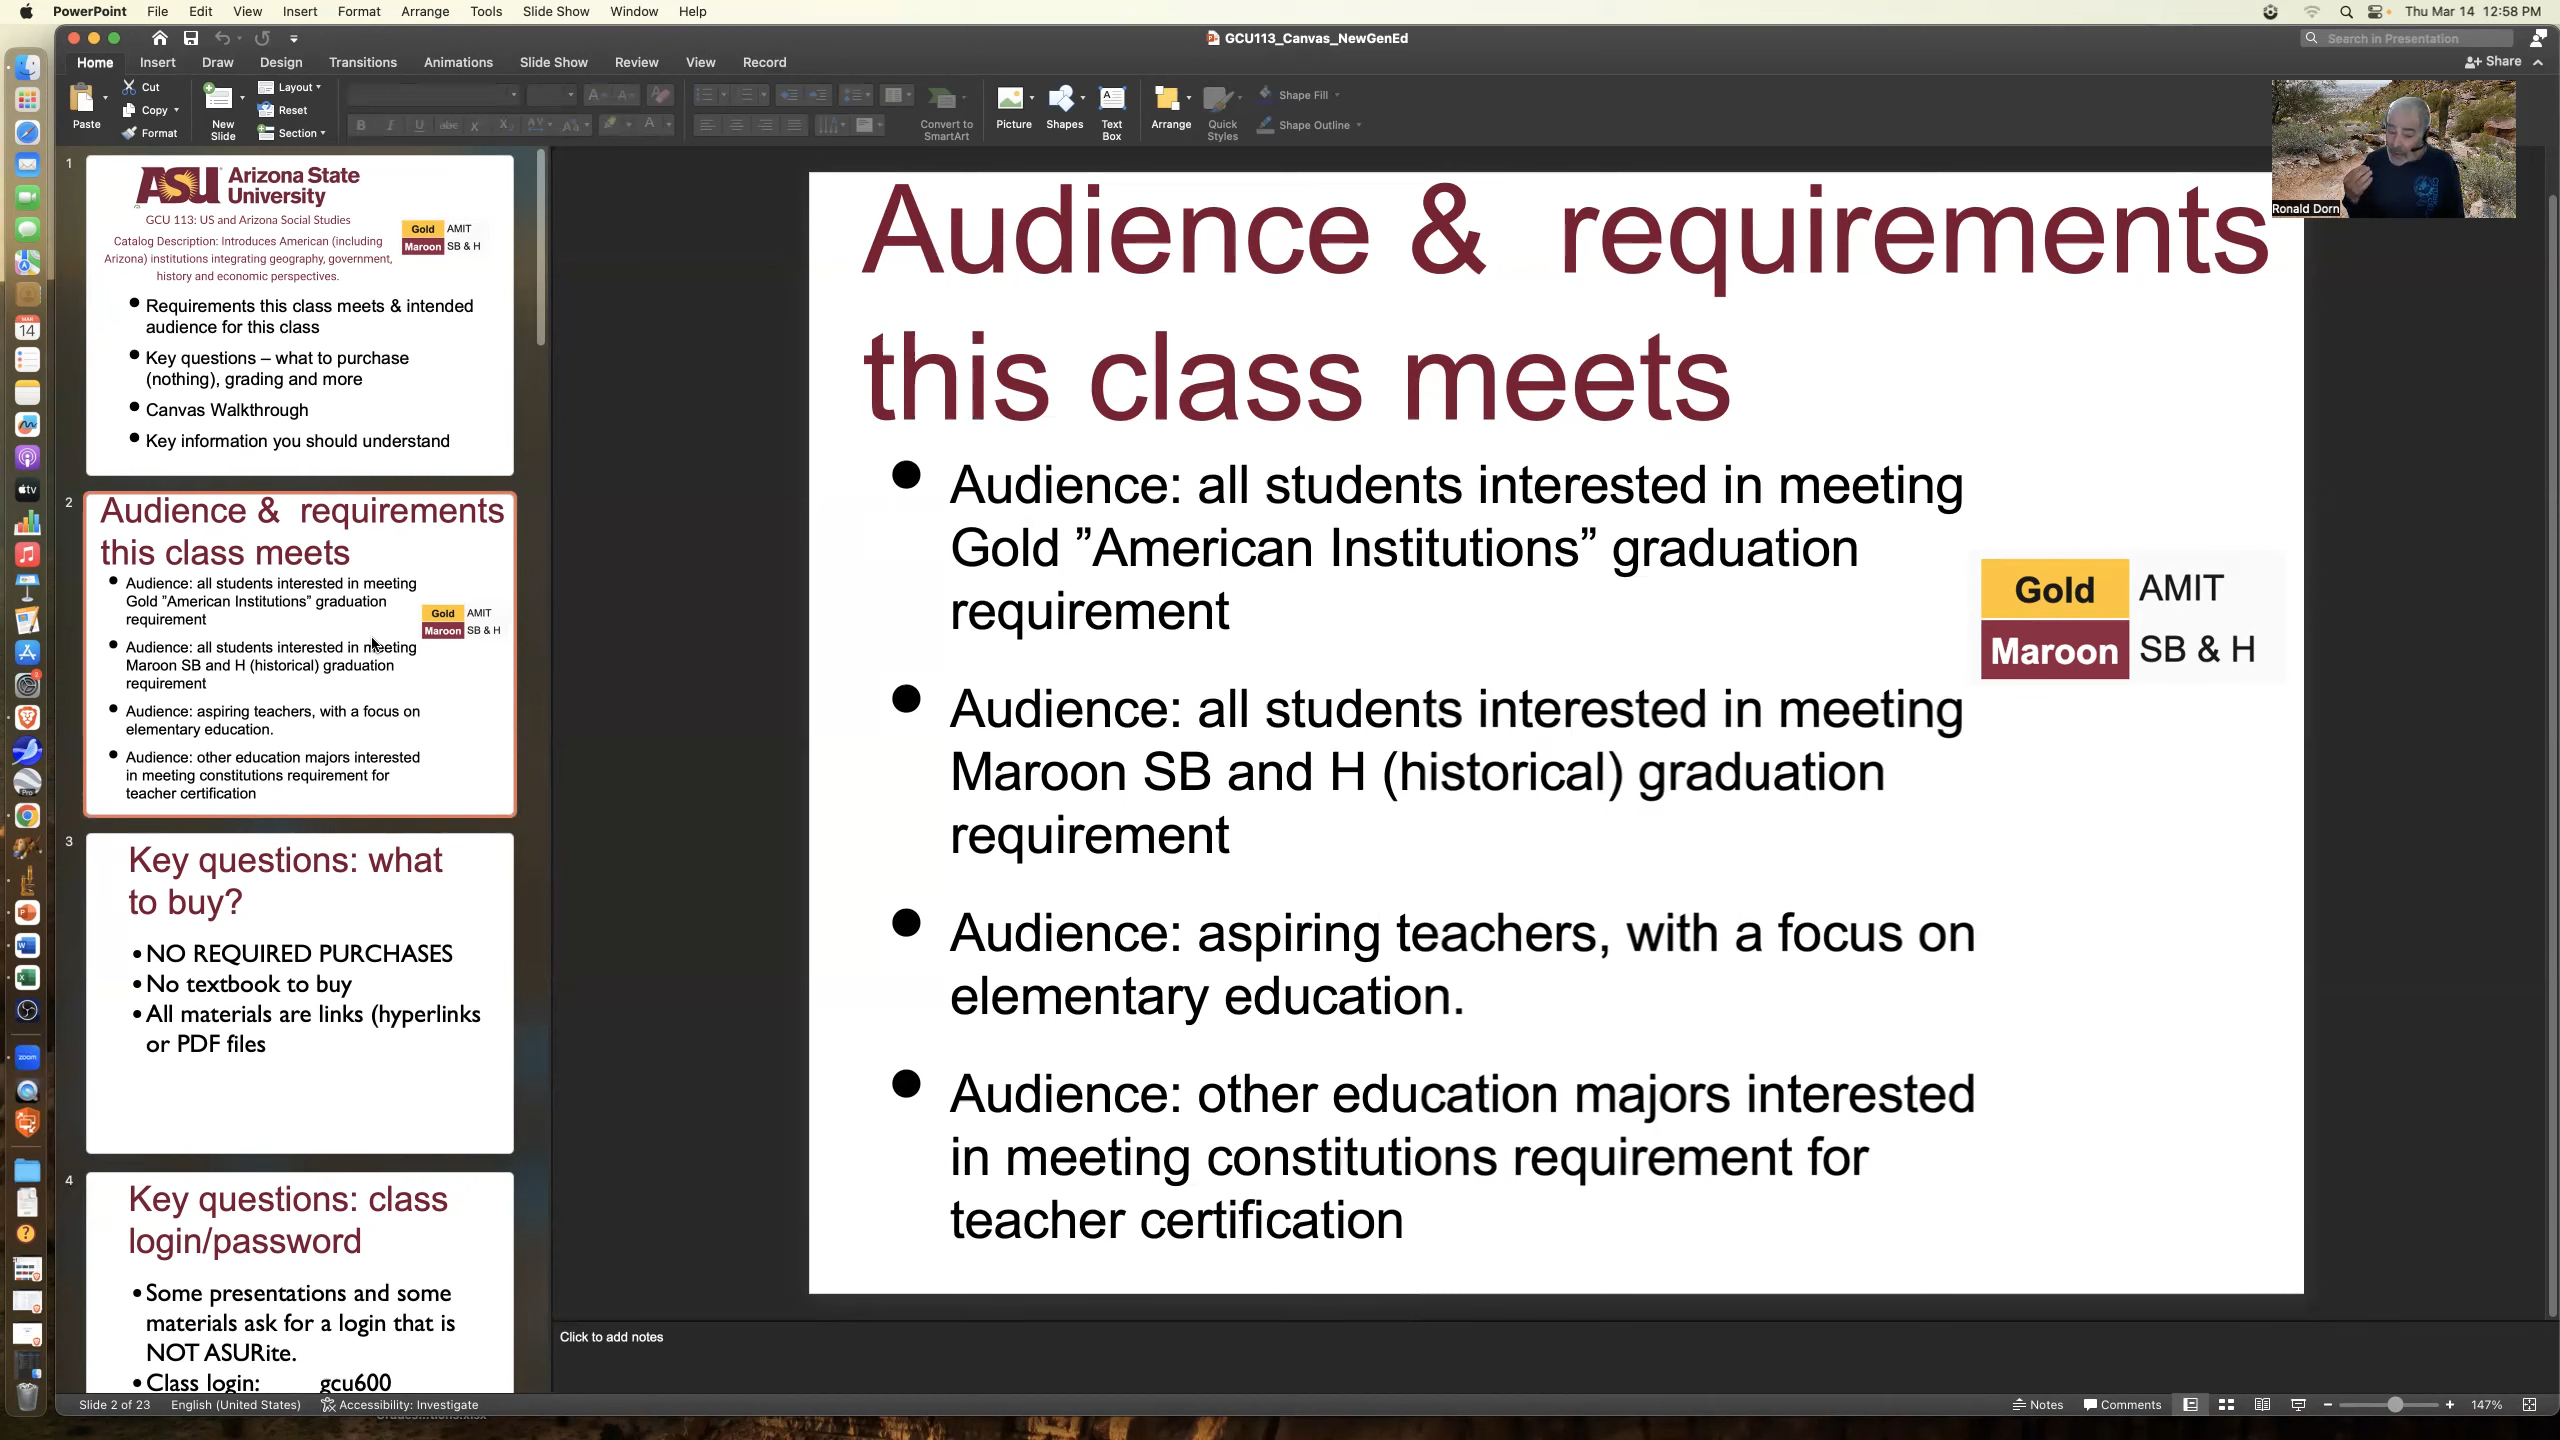 PowerPoint File Edit View Insert Format Arrange Tools Slide Show Window Help
Thu Mar 14 12:58 PM
GCU113_Canvas_NewGenEd
Search in Presentation
Home Insert Draw Design Transitions Animations Slide Show Review View Record
Share
Paste
Cut
Copy
Format
New
Slide
Layout
Reset
Section
Convert to
SmartArt
Picture
Shapes
Text
Box
Arrange
Quick
Styles
Shape Fill
Shape Outline
Ronald Dorn
1
ASU Arizona State
University
GCU 113: US and Arizona Social Studies
Catalog Description: Introduces American (including
Arizona) institutions integrating geography, government,
history and economic perspectives.
Gold AMIT
Maroon SB & H
• Requirements this class meets & intended
audience for this class
• Key questions – what to purchase
(nothing), grading and more
• Canvas Walkthrough
• Key information you should understand
2
Audience & requirements
this class meets
• Audience: all students interested in meeting
Gold ”American Institutions” graduation
requirement
• Audience: all students interested in meeting
Maroon SB and H (historical) graduation
requirement
• Audience: aspiring teachers, with a focus on
elementary education.
• Audience: other education majors interested
in meeting constitutions requirement for
teacher certification
Gold AMIT
Maroon SB & H
3
Key questions: what
to buy?
• NO REQUIRED PURCHASES
• No textbook to buy
• All materials are links (hyperlinks
or PDF files
4
Key questions: class
login/password
• Some presentations and some
materials ask for a login that is
NOT ASURite.
• Class login: gcu600
Audience & requirements
this class meets
• Audience: all students interested in meeting
Gold ”American Institutions” graduation
requirement
• Audience: all students interested in meeting
Maroon SB and H (historical) graduation
requirement
• Audience: aspiring teachers, with a focus on
elementary education.
• Audience: other education majors interested
in meeting constitutions requirement for
teacher certification
Gold AMIT
Maroon SB & H
Click to add notes
Slide 2 of 23 English (United States) Accessibility: Investigate
Notes Comments 147%